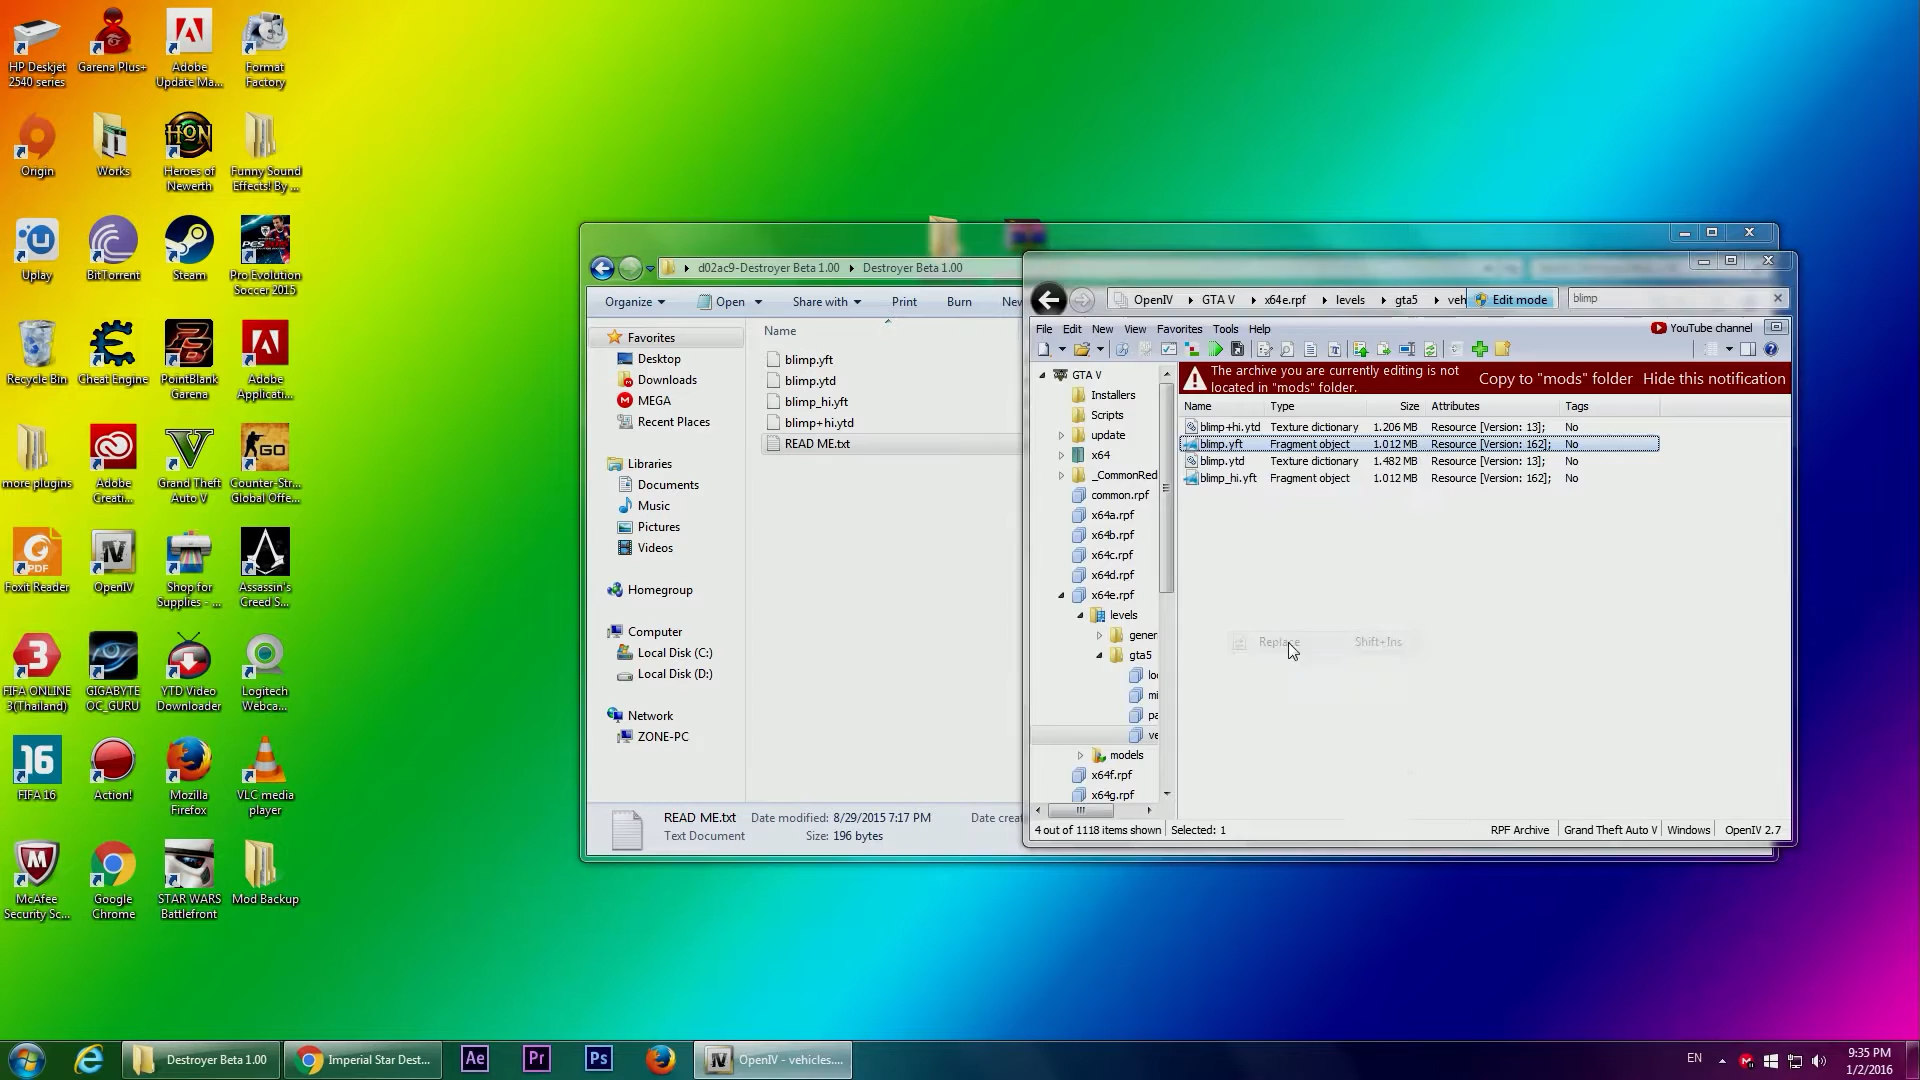 HP Deskjet
2540 series
Garena Plus+
Adobe
Update Ma...
Format
Factory
Origin
Works
Heroes of
Newerth
Funny Sound
Effects! By ...
Uplay
BitTorrent
Steam
Pro Evolution
Soccer 2015
Recycle Bin
Cheat Engine
PointBlank
Garena
Adobe
Applicati...
more plugins
Adobe
Creati...
Grand Theft
Auto V
Counter-Str...
Global Offe...
Foxit Reader
OpenIV
Shop for
Supplies - ...
Assassin's
Creed S...
FIFA ONLINE
3(Thailand)
GIGABYTE
OC_GURU
YTD Video
Downloader
Logitech
Webca...
FIFA 16
Action!
Mozilla
Firefox
VLC media
player
McAfee
Security Sc...
Google
Chrome
STAR WARS
Battlefront
Mod Backup
d02ac9-Destroyer Beta 1.00 Destroyer Beta 1.00
Organize Open Share with Print Burn New
Favorites
Desktop
Downloads
MEGA
Recent Places
Libraries
Documents
Music
Pictures
Videos
Homegroup
Computer
Local Disk (C:)
Local Disk (D:)
Network
ZONE-PC
Name
blimp.yft
blimp.ytd
blimp_hi.yft
blimp+hi.ytd
READ ME.txt
READ ME.txt Date modified: 8/29/2015 7:17 PM Date creat
Text Document Size: 196 bytes
OpenIV GTA V x64e.rpf levels gta5 veh Edit mode blimp
File Edit New View Favorites Tools Help YouTube channel
The archive you are currently editing is not
located in "mods" folder.
Copy to "mods" folder Hide this notification
GTA V
Installers
Scripts
update
x64
_CommonRed
common.rpf
x64a.rpf
x64b.rpf
x64c.rpf
x64d.rpf
x64e.rpf
levels
gener
gta5
lo
mi
pa
ve
models
x64f.rpf
x64g.rpf
Name Type Size Attributes Tags
blimp+hi.ytd Texture dictionary 1.206 MB Resource [Version: 13]; No
blimp.yft Fragment object 1.012 MB Resource [Version: 162]; No
blimp.ytd Texture dictionary 1.482 MB Resource [Version: 13]; No
blimp_hi.yft Fragment object 1.012 MB Resource [Version: 162]; No
Replace Shift+Ins
4 out of 1118 items shown Selected: 1 RPF Archive Grand Theft Auto V Windows OpenIV 2.7
Destroyer Beta 1.00
Imperial Star Dest...
Ae
Pr
Ps
OpenIV - vehicles....
EN
9:35 PM
1/2/2016